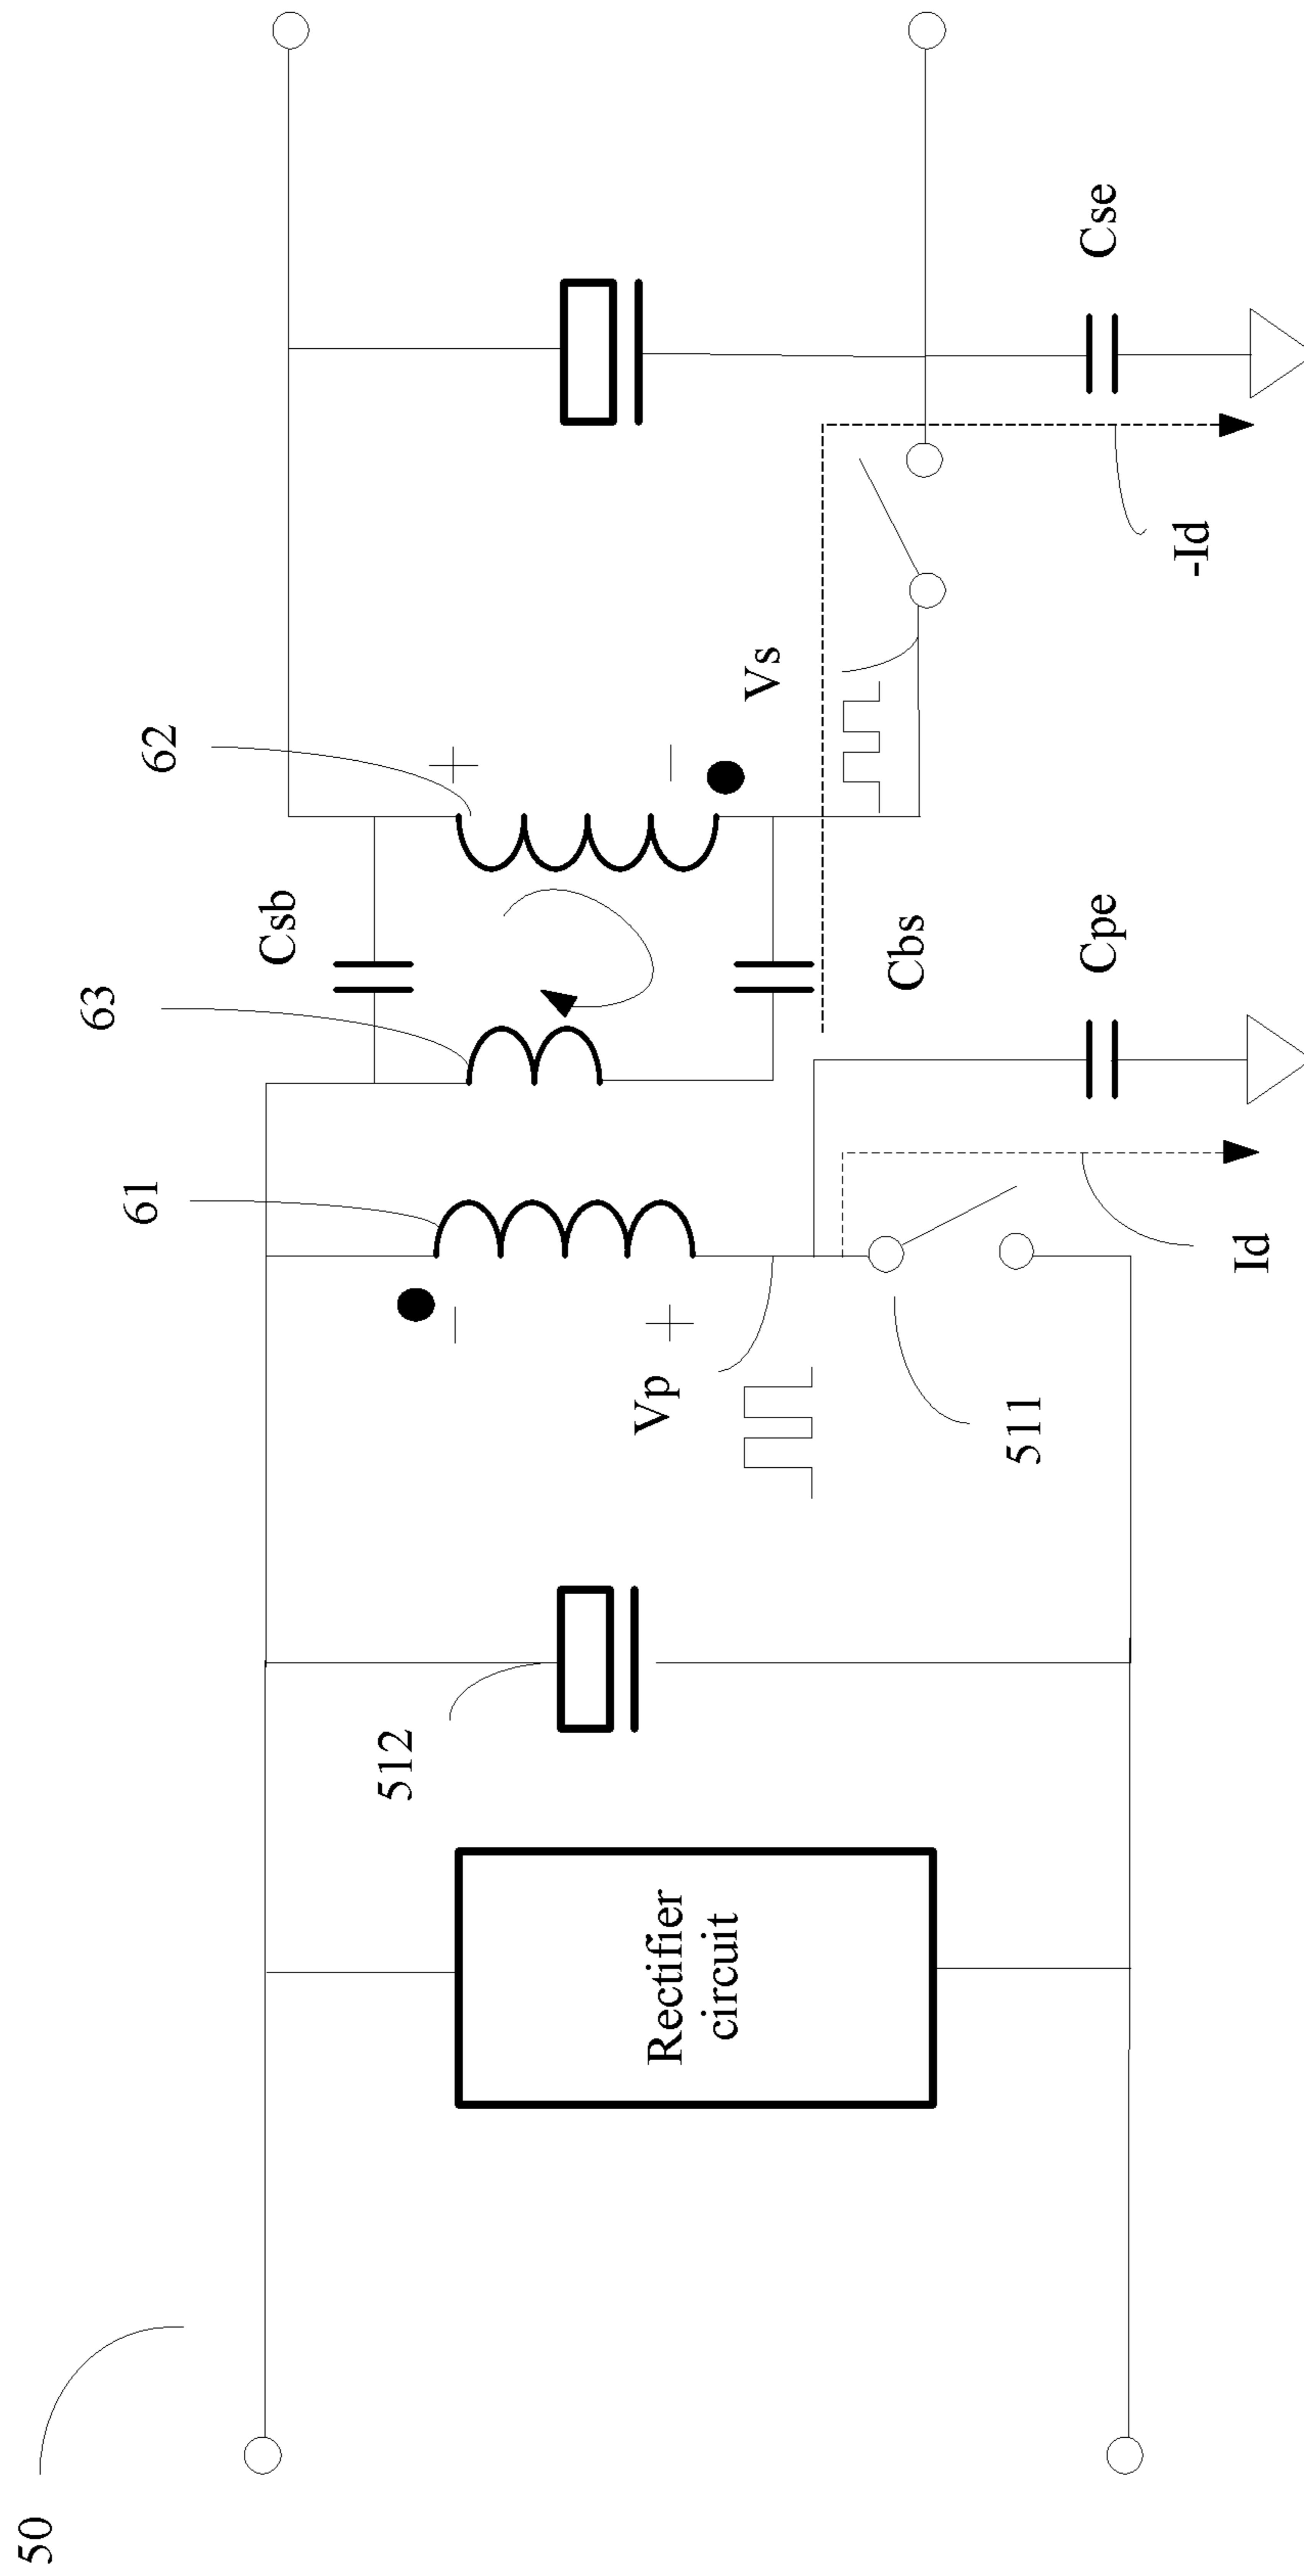 50
Rectifier
circuit
512
Vp
511
61
63
62
Csb
Vs
Cbs
Cpe
Id
Cse
-Id